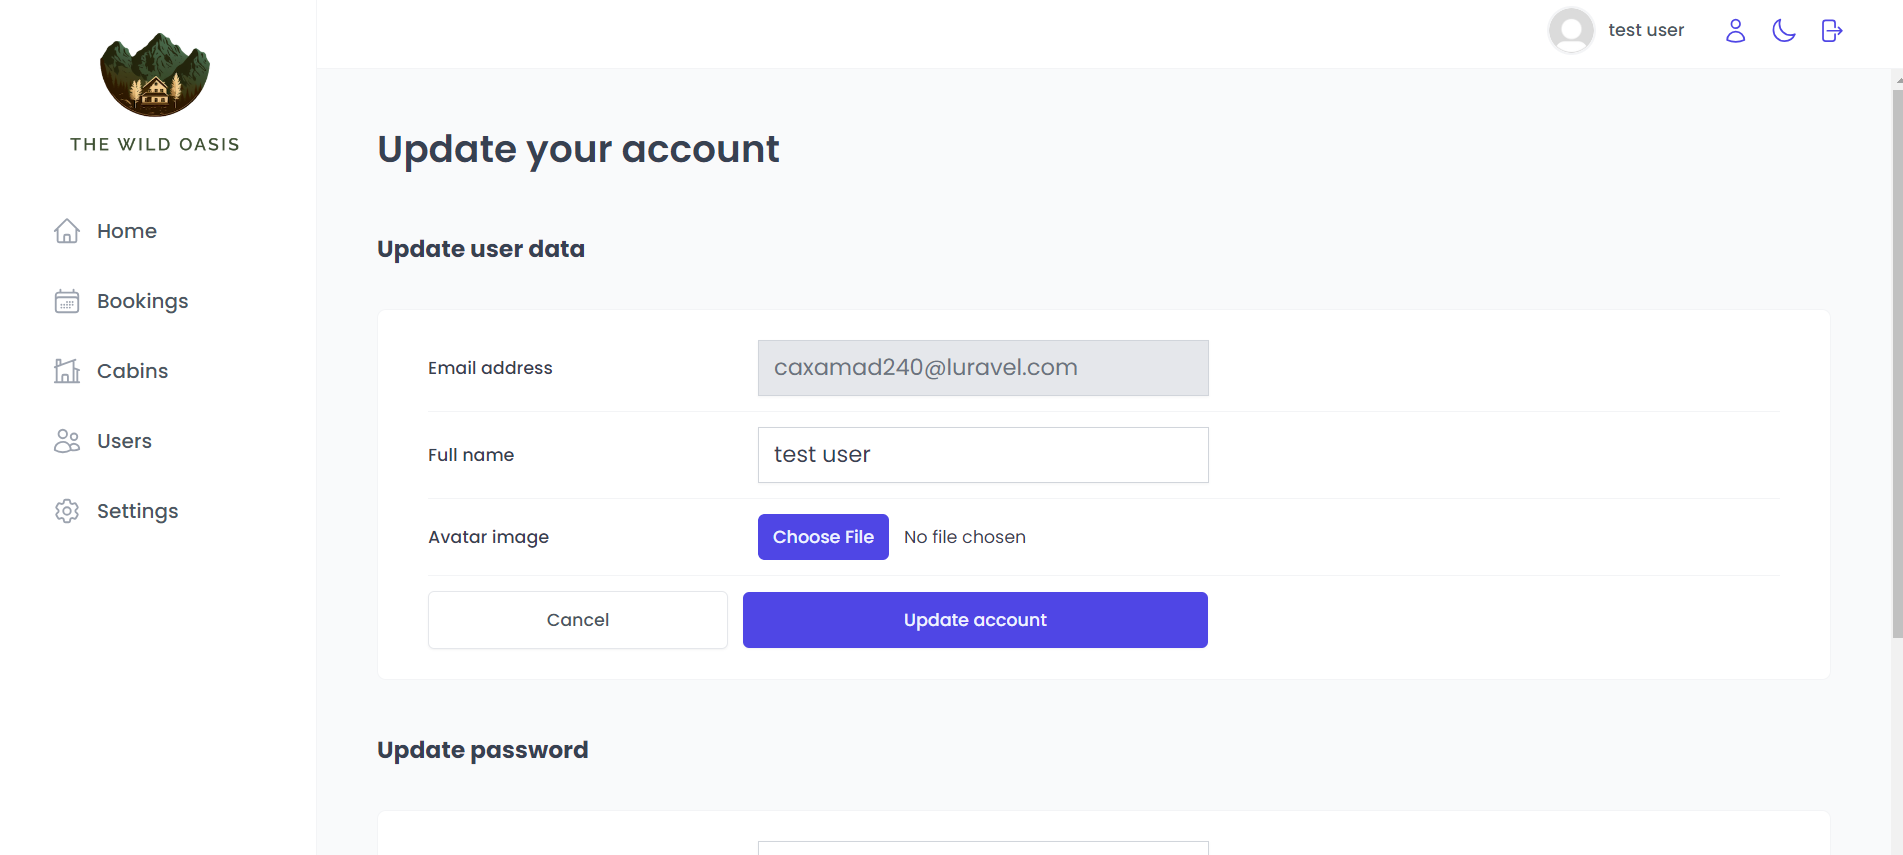 test user
THE WILD OASIS
Home
Bookings
Cabins
Users
Settings
Update your account
Update user data
Email address
caxamad240@luravel.com
Full name
test user
Avatar image
Choose File No file chosen
Cancel
Update account
Update password